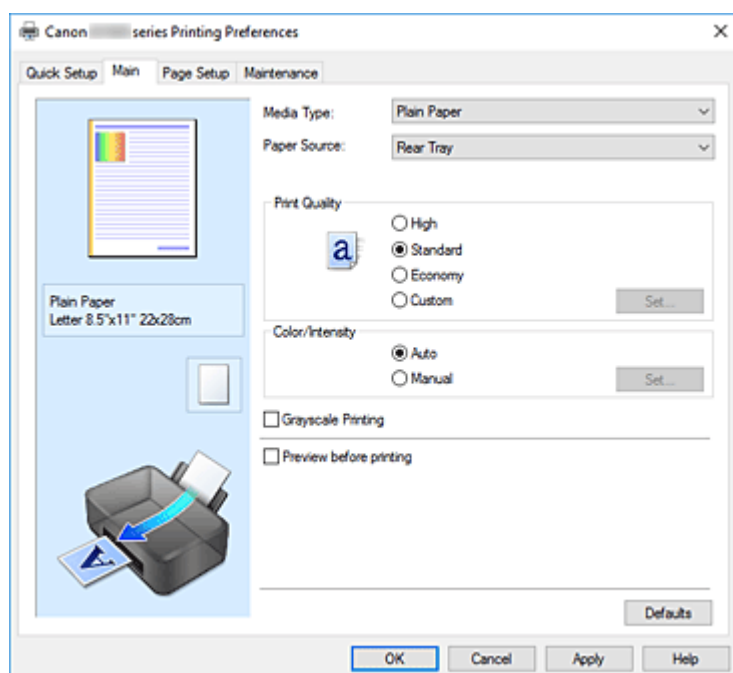 Canon series Printing Preferences
Quick Setup Main Page Setup Maintenance
Media Type: Plain Paper
Paper Source: Rear Tray
Print Quality
a
High
Standard
Economy
Custom Set...
Plain Paper
Letter 8.5"x11" 22x28cm
Color/Intensity
Auto
Manual Set...
Grayscale Printing
Preview before printing
A
Defaults
OK Cancel Apply Help